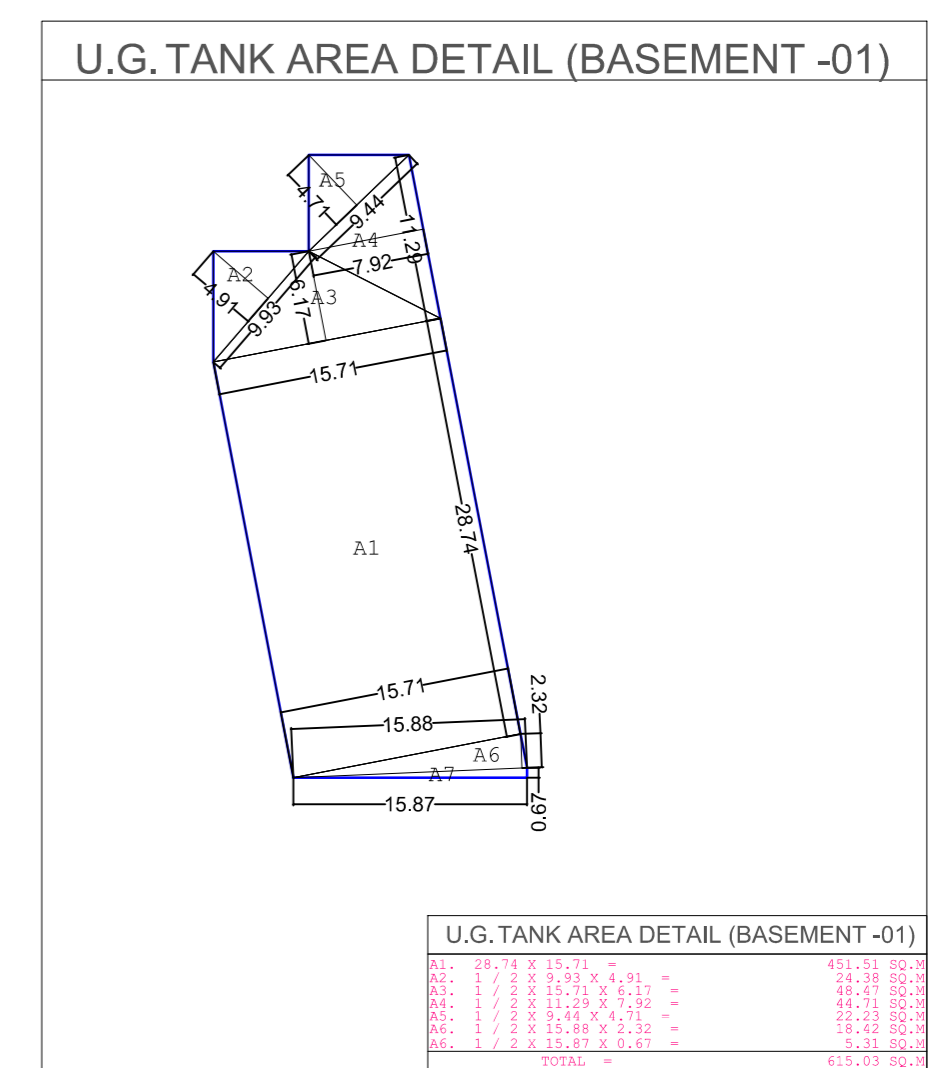 U.G. TANK AREA DETAIL (BASEMENT -01)
A5
4.71
9.44
11.29
A4
7.92
A2
4.91
9.93
6.17
A3
15.71
28.74
A1
15.71
2.32
15.88
A6
A7
15.87
0.67
U.G. TANK AREA DETAIL (BASEMENT -01)
A1. 28.74 X 15.71 = 451.51 SQ.M
A2. 1 / 2 X 9.93 X 4.91 = 24.38 SQ.M
A3. 1 / 2 X 15.71 X 6.17 = 48.47 SQ.M
A4. 1 / 2 X 11.29 X 7.92 = 44.71 SQ.M
A5. 1 / 2 X 9.44 X 4.71 = 22.23 SQ.M
A6. 1 / 2 X 15.88 X 2.32 = 18.42 SQ.M
A6. 1 / 2 X 15.87 X 0.67 = 5.31 SQ.M
TOTAL = 615.03 SQ.M